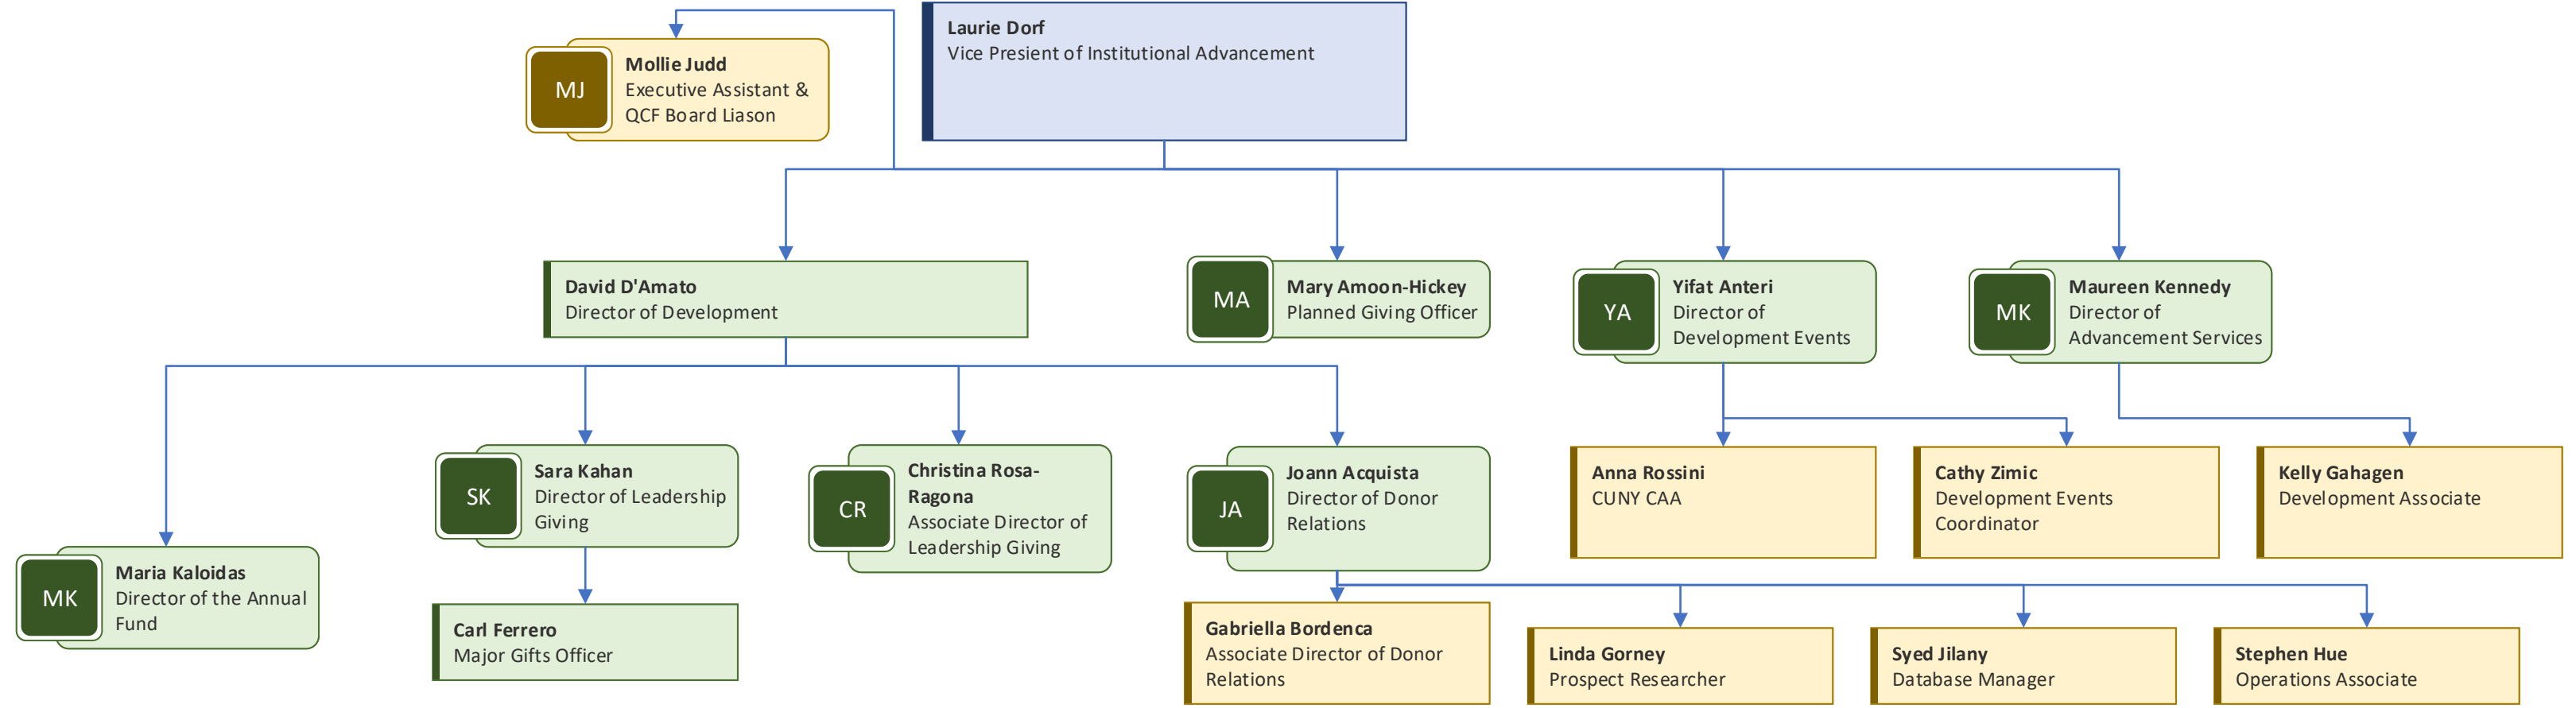 Laurie Dorf
Vice Presient of Institutional Advancement
MJ
Mollie Judd
Executive Assistant &
QCF Board Liason
David D'Amato
Director of Development
MA
Mary Amoon-Hickey
Planned Giving Officer
YA
Yifat Anteri
Director of
Development Events
MK
Maureen Kennedy
Director of
Advancement Services
MK
Maria Kaloidas
Director of the Annual
Fund
SK
Sara Kahan
Director of Leadership
Giving
CR
Christina Rosa-
Ragona
Associate Director of
Leadership Giving
JA
Joann Acquista
Director of Donor
Relations
Anna Rossini
CUNY CAA
Cathy Zimic
Development Events
Coordinator
Kelly Gahagen
Development Associate
Carl Ferrero
Major Gifts Officer
Gabriella Bordenca
Associate Director of Donor
Relations
Linda Gorney
Prospect Researcher
Syed Jilany
Database Manager
Stephen Hue
Operations Associate